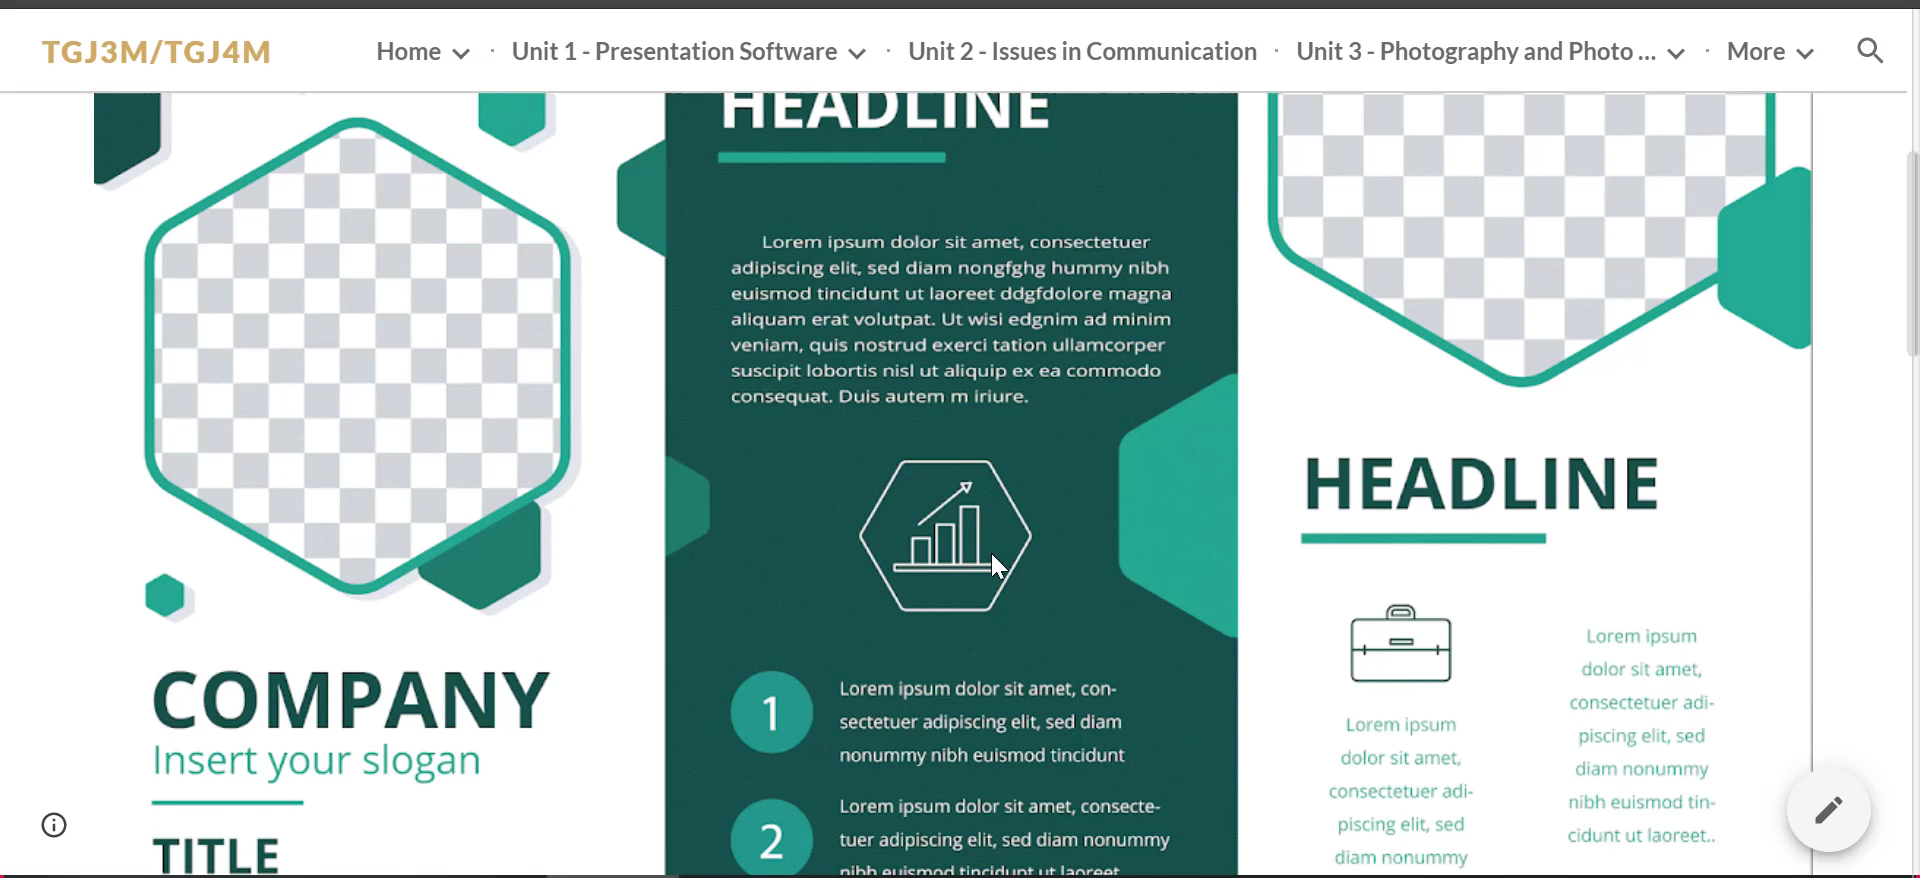 TGJ3M/TGJ4M
Home · Unit 1 - Presentation Software · Unit 2 - Issues in Communication · Unit 3 - Photography and Photo ... · More
COMPANY
Insert your slogan
TITLE
HEADLINE
Lorem ipsum dolor sit amet, consectetuer
adipiscing elit, sed diam nongfghg hummy nibh
euismod tincidunt ut laoreet ddgfdolore magna
aliquam erat volutpat. Ut wisi edgnim ad minim
veniam, quis nostrud exerci tation ullamcorper
suscipit lobortis nisl ut aliquip ex ea commodo
consequat. Duis autem m iriure.
1
Lorem ipsum dolor sit amet, con-
sectetuer adipiscing elit, sed diam
nonummy nibh euismod tincidunt
2
Lorem ipsum dolor sit amet, consecte-
tuer adipiscing elit, sed diam nonummy
nibh euismod tincidunt ut laoreet
HEADLINE
Lorem ipsum
dolor sit amet,
consectetuer adi-
piscing elit, sed
diam nonummy
Lorem ipsum
dolor sit amet,
consectetuer adi-
piscing elit, sed
diam nonummy
nibh euismod tin-
cidunt ut laoreet..